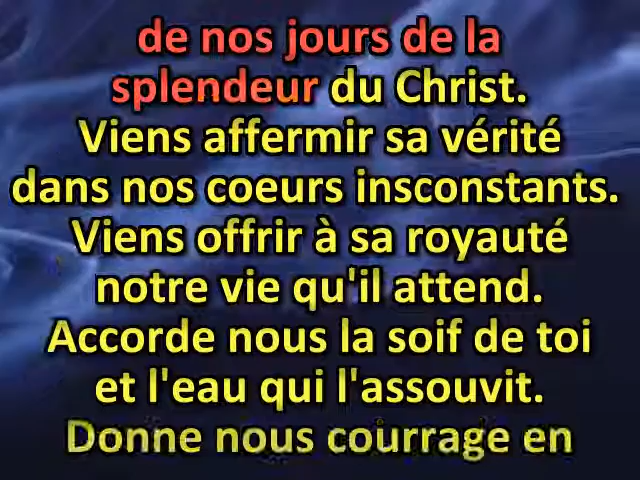 de nos jours de la
splendeur du Christ.
Viens affermir sa vérité
dans nos coeurs insconstants.
Viens offrir à sa royauté
notre vie qu'il attend.
Accorde nous la soif de toi
et l'eau qui l'assouvit.
Donne nous courrage en